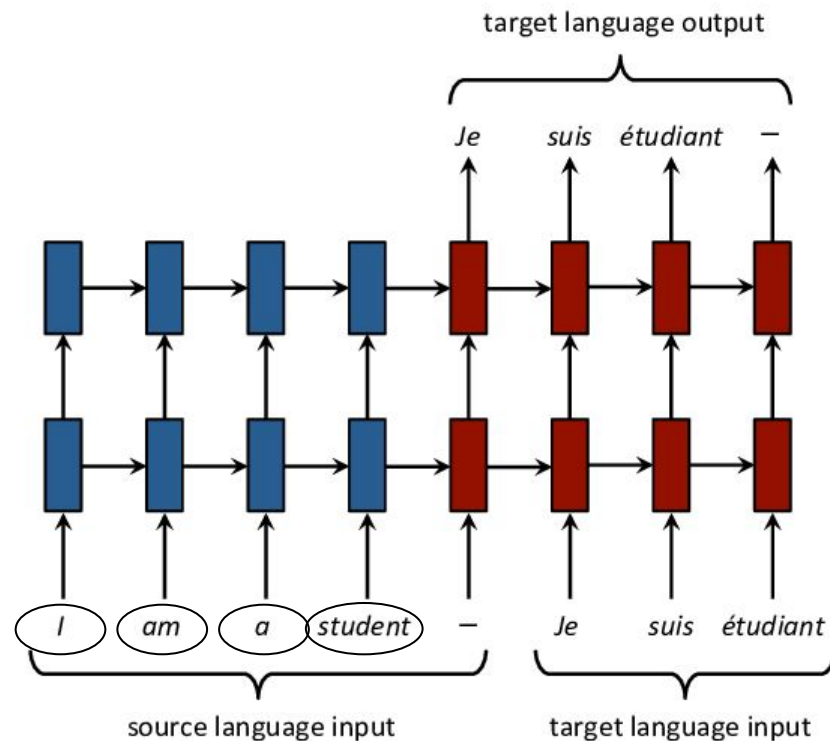 target language output
Je suis étudiant –
I am a student – Je suis étudiant
source language input target language input